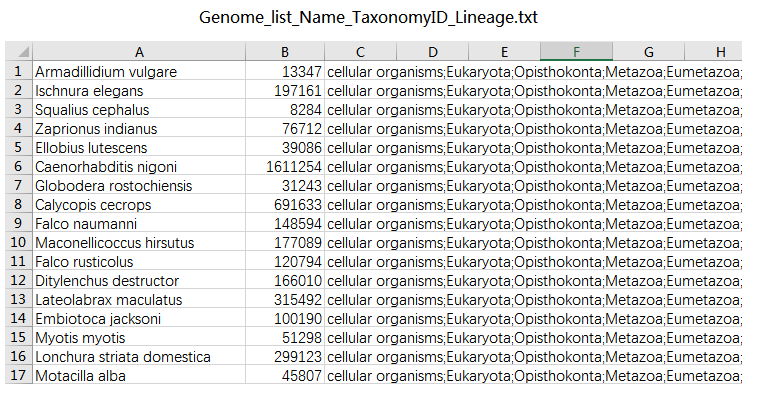 Genome_list_Name_TaxonomyID_Lineage.txt
A B C D E F G H
1 Armadillidium vulgare 13347 cellular organisms;Eukaryota;Opisthokonta;Metazoa;Eumetazoa;
2 Ischnura elegans 197161 cellular organisms;Eukaryota;Opisthokonta;Metazoa;Eumetazoa;
3 Squalius cephalus 8284 cellular organisms;Eukaryota;Opisthokonta;Metazoa;Eumetazoa;
4 Zaprionus indianus 76712 cellular organisms;Eukaryota;Opisthokonta;Metazoa;Eumetazoa;
5 Ellobius lutescens 39086 cellular organisms;Eukaryota;Opisthokonta;Metazoa;Eumetazoa;
6 Caenorhabditis nigoni 1611254 cellular organisms;Eukaryota;Opisthokonta;Metazoa;Eumetazoa;
7 Globodera rostochiensis 31243 cellular organisms;Eukaryota;Opisthokonta;Metazoa;Eumetazoa;
8 Calycopis cecrops 691633 cellular organisms;Eukaryota;Opisthokonta;Metazoa;Eumetazoa;
9 Falco naumanni 148594 cellular organisms;Eukaryota;Opisthokonta;Metazoa;Eumetazoa;
10 Maconellicoccus hirsutus 177089 cellular organisms;Eukaryota;Opisthokonta;Metazoa;Eumetazoa;
11 Falco rusticolus 120794 cellular organisms;Eukaryota;Opisthokonta;Metazoa;Eumetazoa;
12 Ditylenchus destructor 166010 cellular organisms;Eukaryota;Opisthokonta;Metazoa;Eumetazoa;
13 Lateolabrax maculatus 315492 cellular organisms;Eukaryota;Opisthokonta;Metazoa;Eumetazoa;
14 Embiotoca jacksoni 100190 cellular organisms;Eukaryota;Opisthokonta;Metazoa;Eumetazoa;
15 Myotis myotis 51298 cellular organisms;Eukaryota;Opisthokonta;Metazoa;Eumetazoa;
16 Lonchura striata domestica 299123 cellular organisms;Eukaryota;Opisthokonta;Metazoa;Eumetazoa;
17 Motacilla alba 45807 cellular organisms;Eukaryota;Opisthokonta;Metazoa;Eumetazoa;